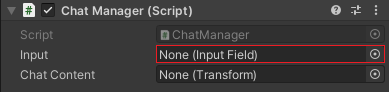 Chat Manager (Script)
Script ChatManager
Input None (Input Field)
Chat Content None (Transform)